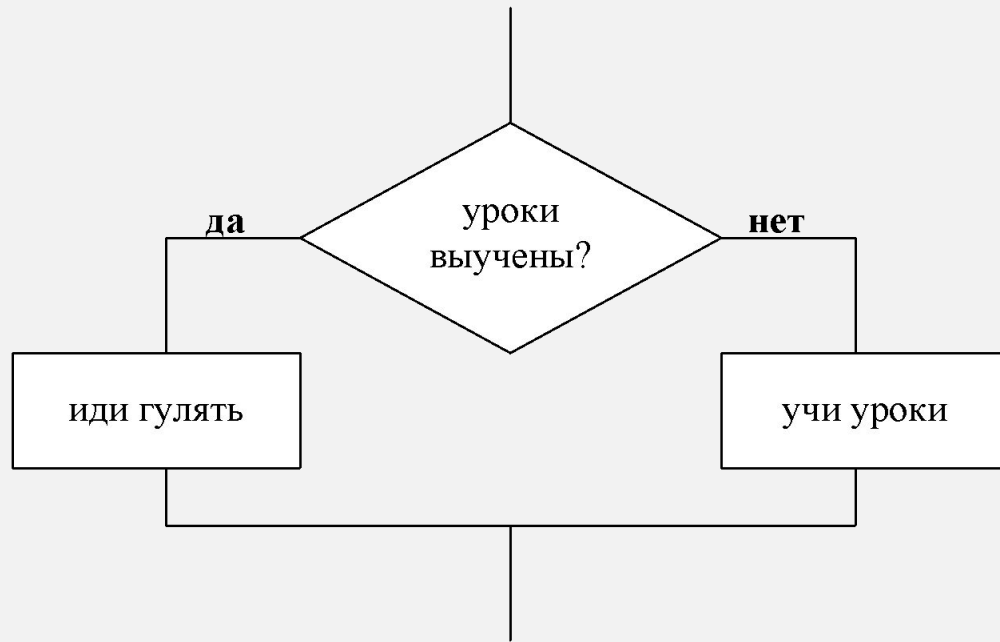 уроки
выучены?
да
нет
иди гулять
учи уроки